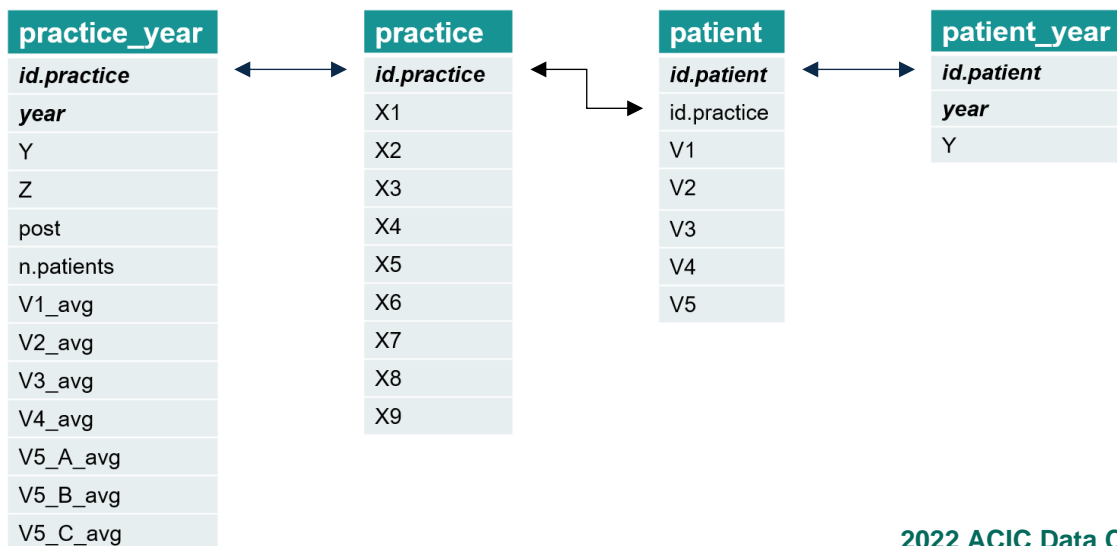 practice_year
id.practice
year
Y
Z
post
n.patients
V1_avg
V2_avg
V3_avg
V4_avg
V5_A_avg
V5_B_avg
V5_C_avg
practice
id.practice
X1
X2
X3
X4
X5
X6
X7
X8
X9
patient
id.patient
id.practice
V1
V2
V3
V4
V5
patient_year
id.patient
year
Y
2022 ACIC Data C